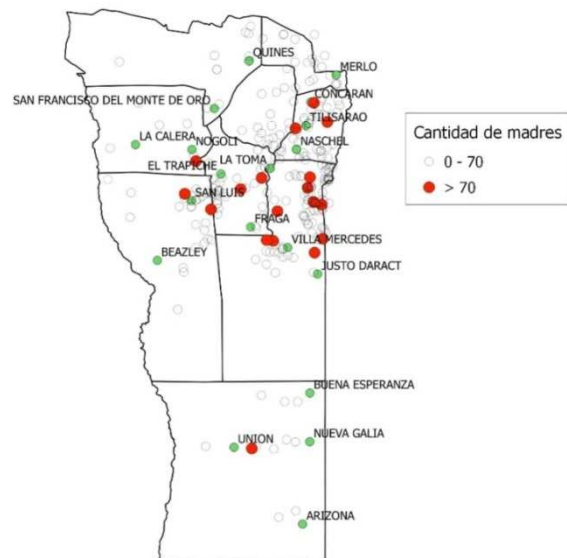 QUINES
MERLO
CONCARAN
SAN FRANCISCO DEL MONTE DE ORO
TILISARAO
LA CALERA
NOGOLI
NASCHEL
EL TRAPICHE
LA TOMA
SAN LUIS
FRAGA
VILLA MERCEDES
BEAZLEY
JUSTO DARACT
BUENA ESPERANZA
UNION
NUEVA GALIA
ARIZONA
Cantidad de madres
0 - 70
> 70